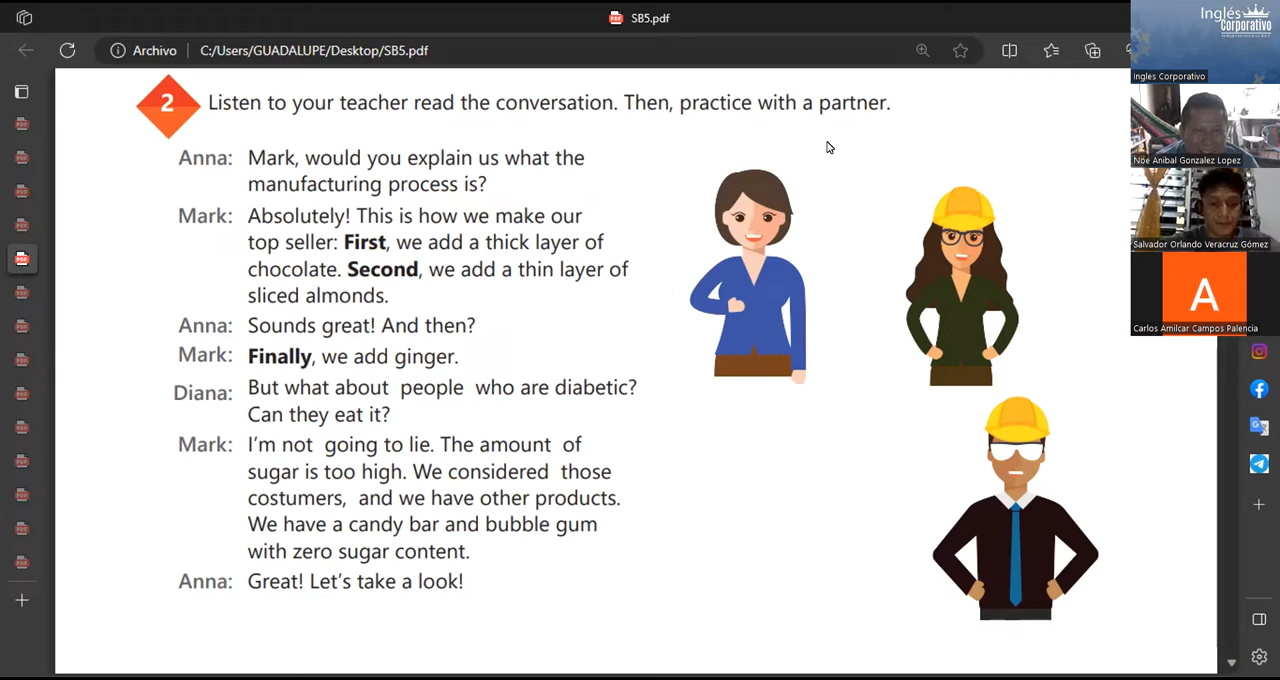 SB5.pdf
Archivo
C:/Users/GUADALUPE/Desktop/SB5.pdf
Inglés
Corporativo
Ingles Corporativo
Noe Anibal Gonzalez Lopez
Salvador Orlando Veracruz Gómez
A
Carlos Amilcar Campos Palencia
2 Listen to your teacher read the conversation. Then, practice with a partner.
Anna: Mark, would you explain us what the
manufacturing process is?
Mark: Absolutely! This is how we make our
top seller: First, we add a thick layer of
chocolate. Second, we add a thin layer of
sliced almonds.
Anna: Sounds great! And then?
Mark: Finally, we add ginger.
Diana: But what about people who are diabetic?
Can they eat it?
Mark: I'm not going to lie. The amount of
sugar is too high. We considered those
costumers, and we have other products.
We have a candy bar and bubble gum
with zero sugar content.
Anna: Great! Let's take a look!